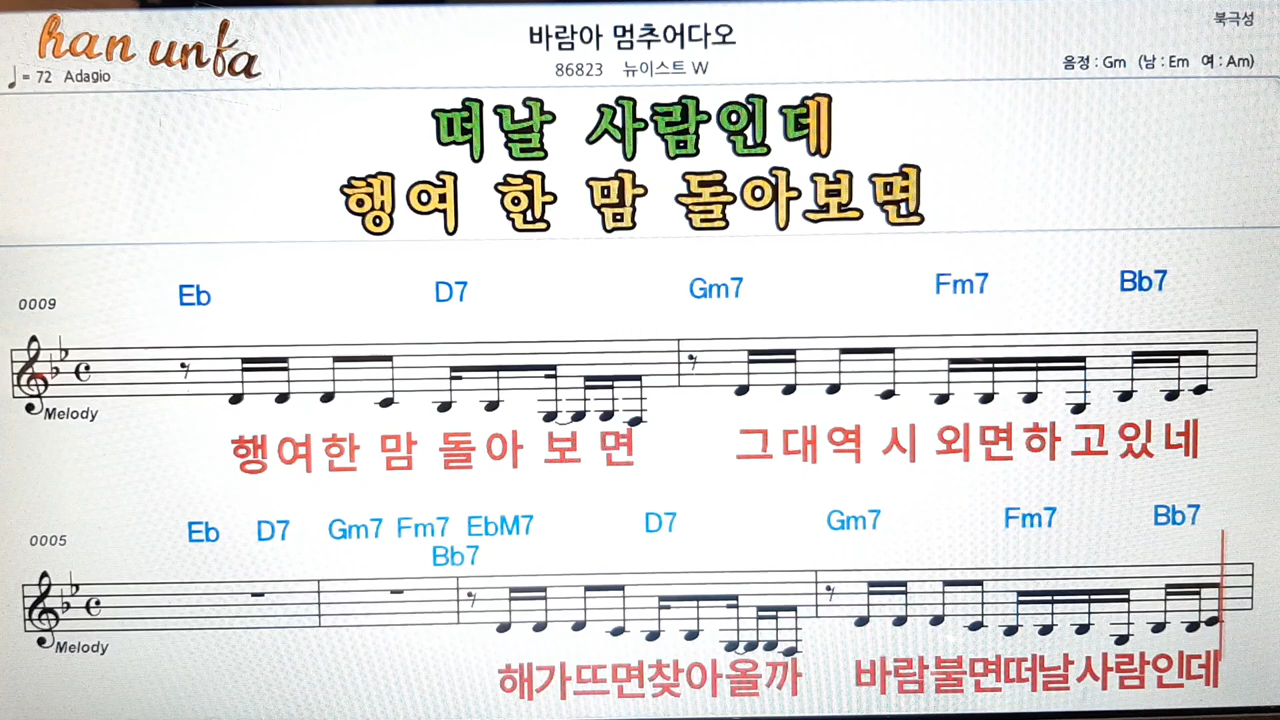 han unba
♩= 72 Adagio
바람아 멈추어다오
86823 뉴이스트 W
북극성
음정 : Gm (남 : Em 여 : Am)
떠날 사람인데
행여 한 맘 돌아보면
0009
Eb D7 Gm7 Fm7 Bb7
Melody
행여한 맘 돌아 보 면 그대역 시 외면하고있네
0005
Eb D7 Gm7 Fm7 EbM7 D7 Gm7 Fm7 Bb7
Bb7
Melody
해가뜨면찾아올까 바람불면떠날사람인데